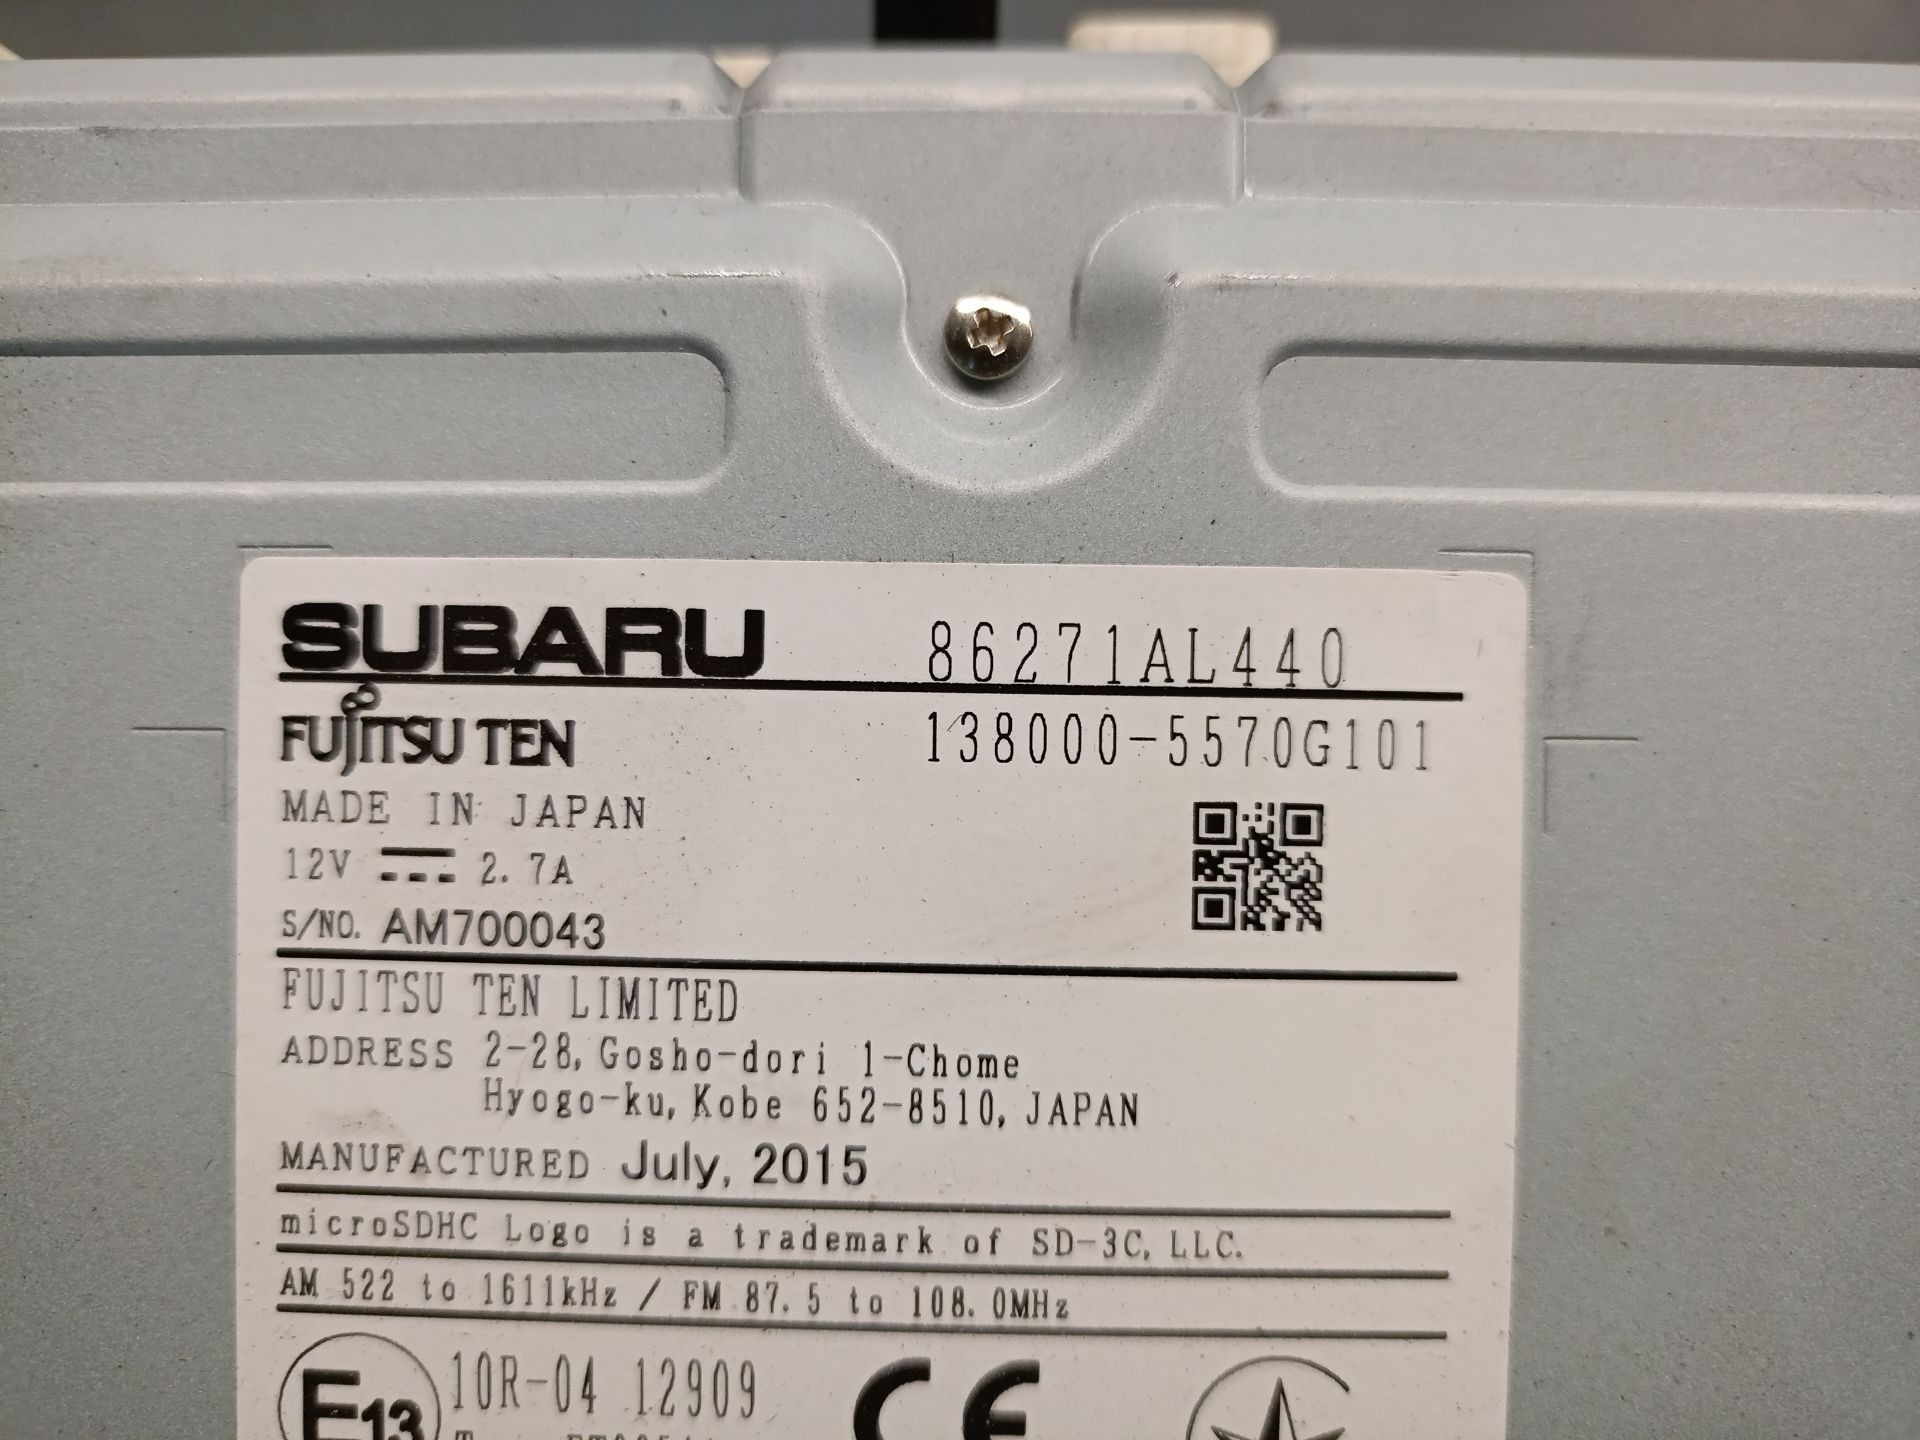 SUBARU 86271AL440
FUJITSU TEN 138000-5570G101
MADE IN JAPAN
12V 2.7A
S/NO. AM700043
FUJITSU TEN LIMITED
ADDRESS 2-28, Gosho-dori 1-Chome
Hyogo-ku, Kobe 652-8510, JAPAN
MANUFACTURED July, 2015
microSDHC Logo is a trademark of SD-3C, LLC.
AM 522 to 1611kHz / FM 87.5 to 108.0MHz
E13 10R-04 12909 CE